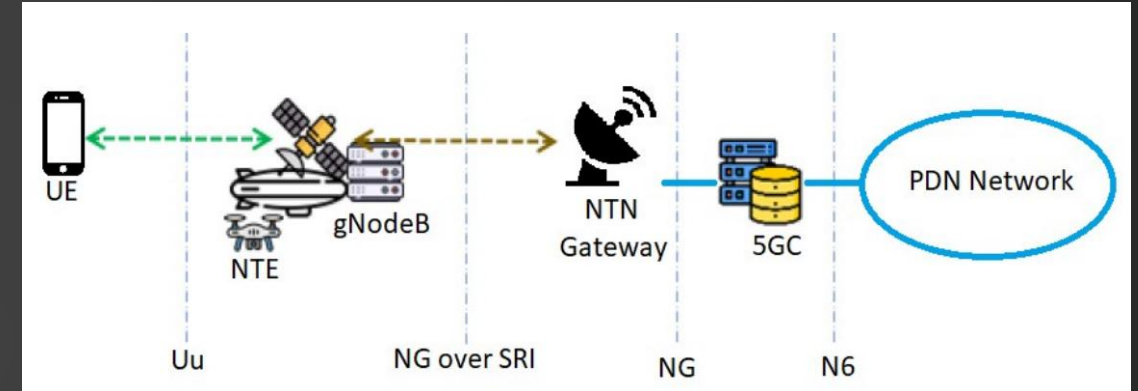 UE
NTE
gNodeB
NTN
Gateway
5GC
PDN Network
Uu
NG over SRI
NG
N6